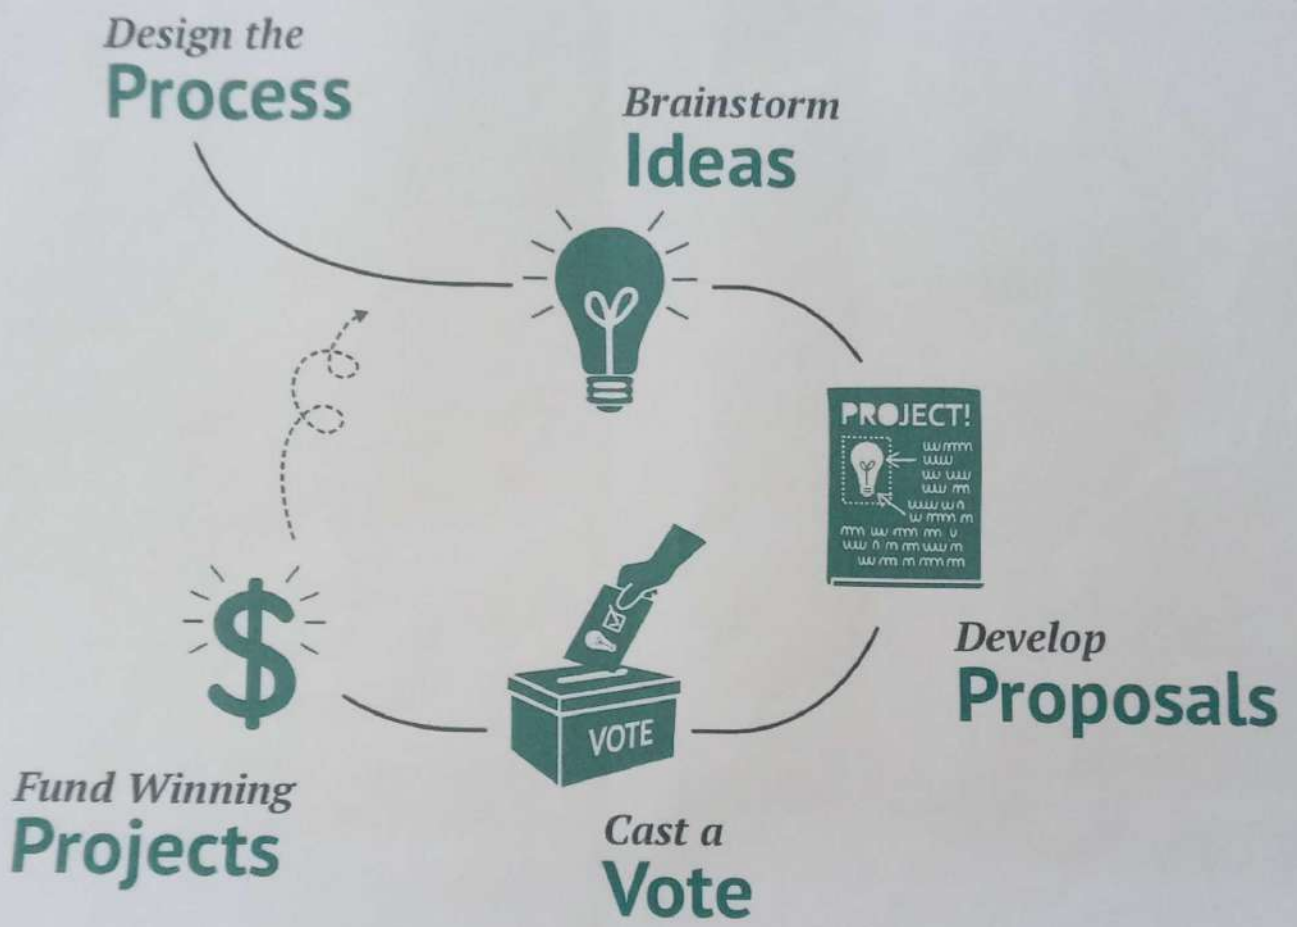 Design the
Process
Brainstorm
Ideas
PROJECT!
Develop
Proposals
VOTE
Cast a
Vote
Fund Winning
Projects